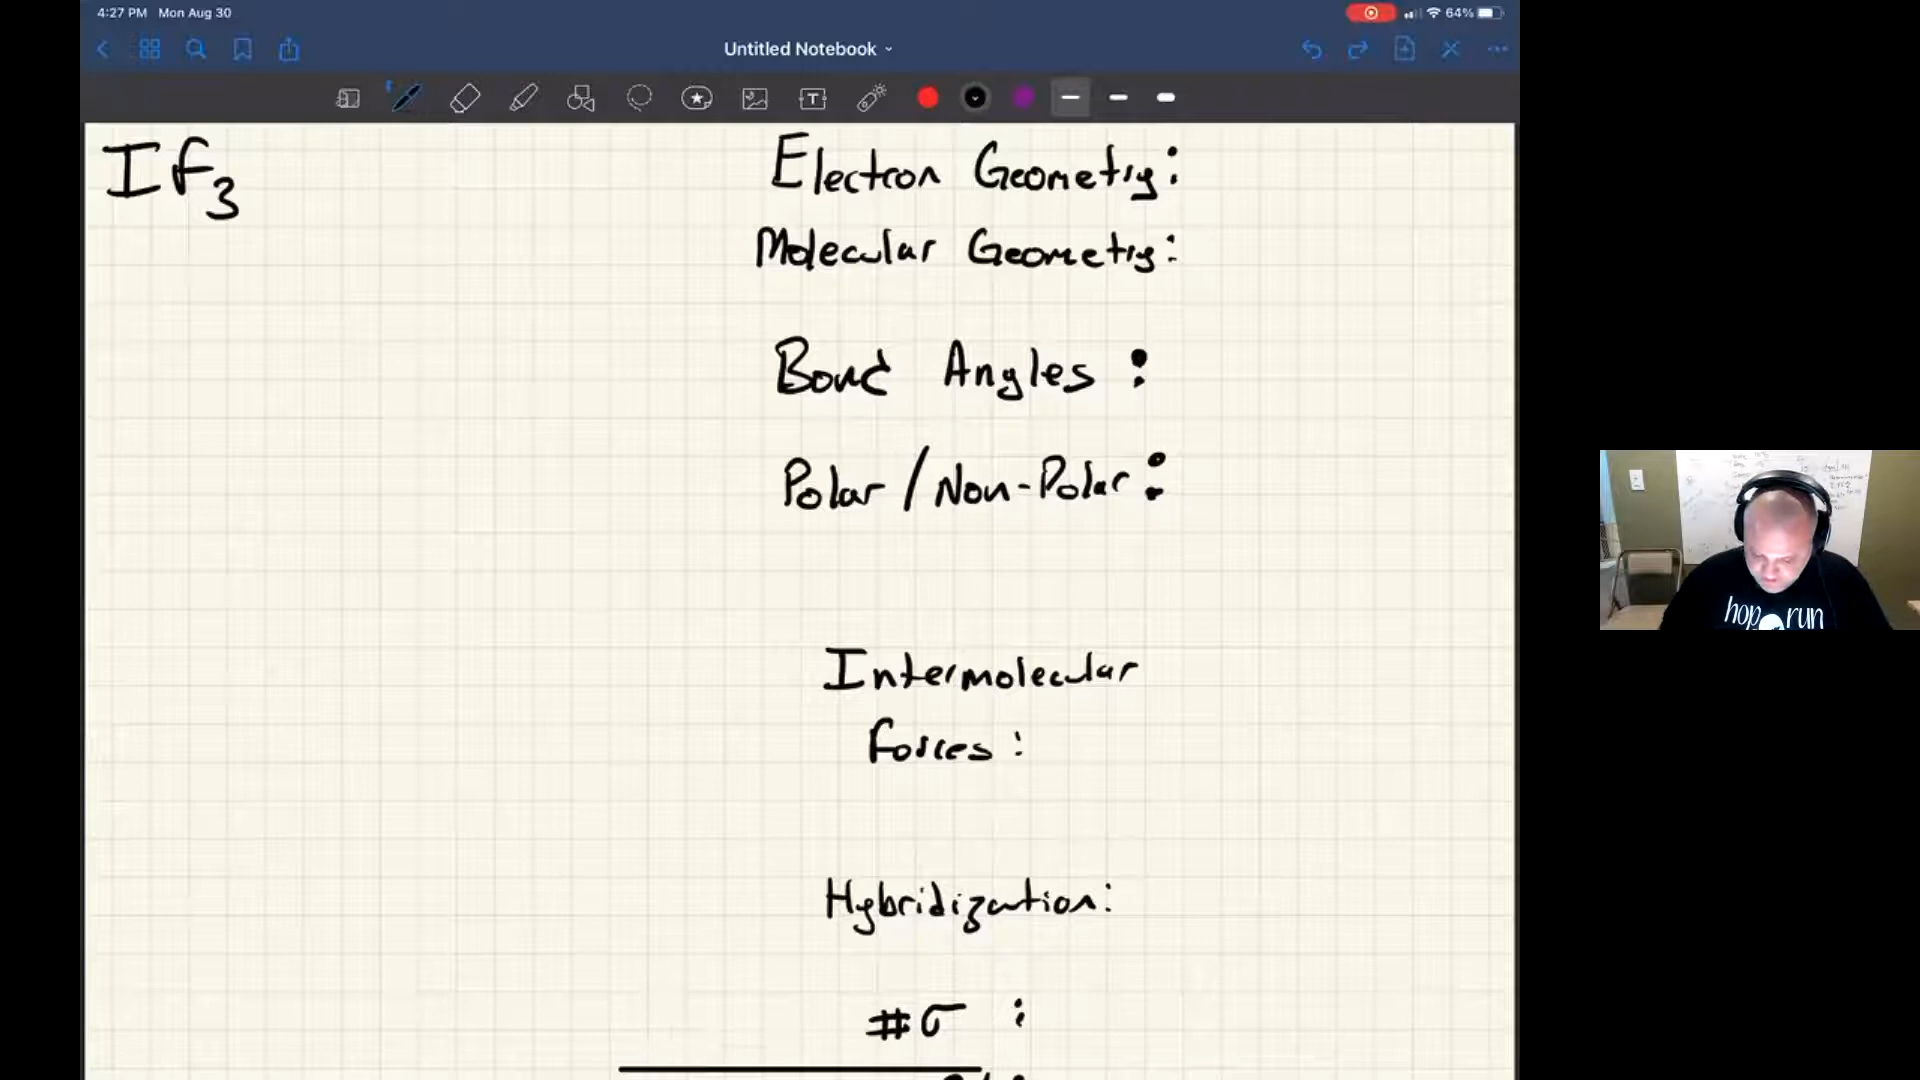 4:27 PM Mon Aug 30
64%
Untitled Notebook
T
IF3
Electron Geometry:
Molecular Geometry:
Bond Angles :
Polar / Non-Polar :
Intermolecular
Forces :
Hybridization:
#σ :
hop run